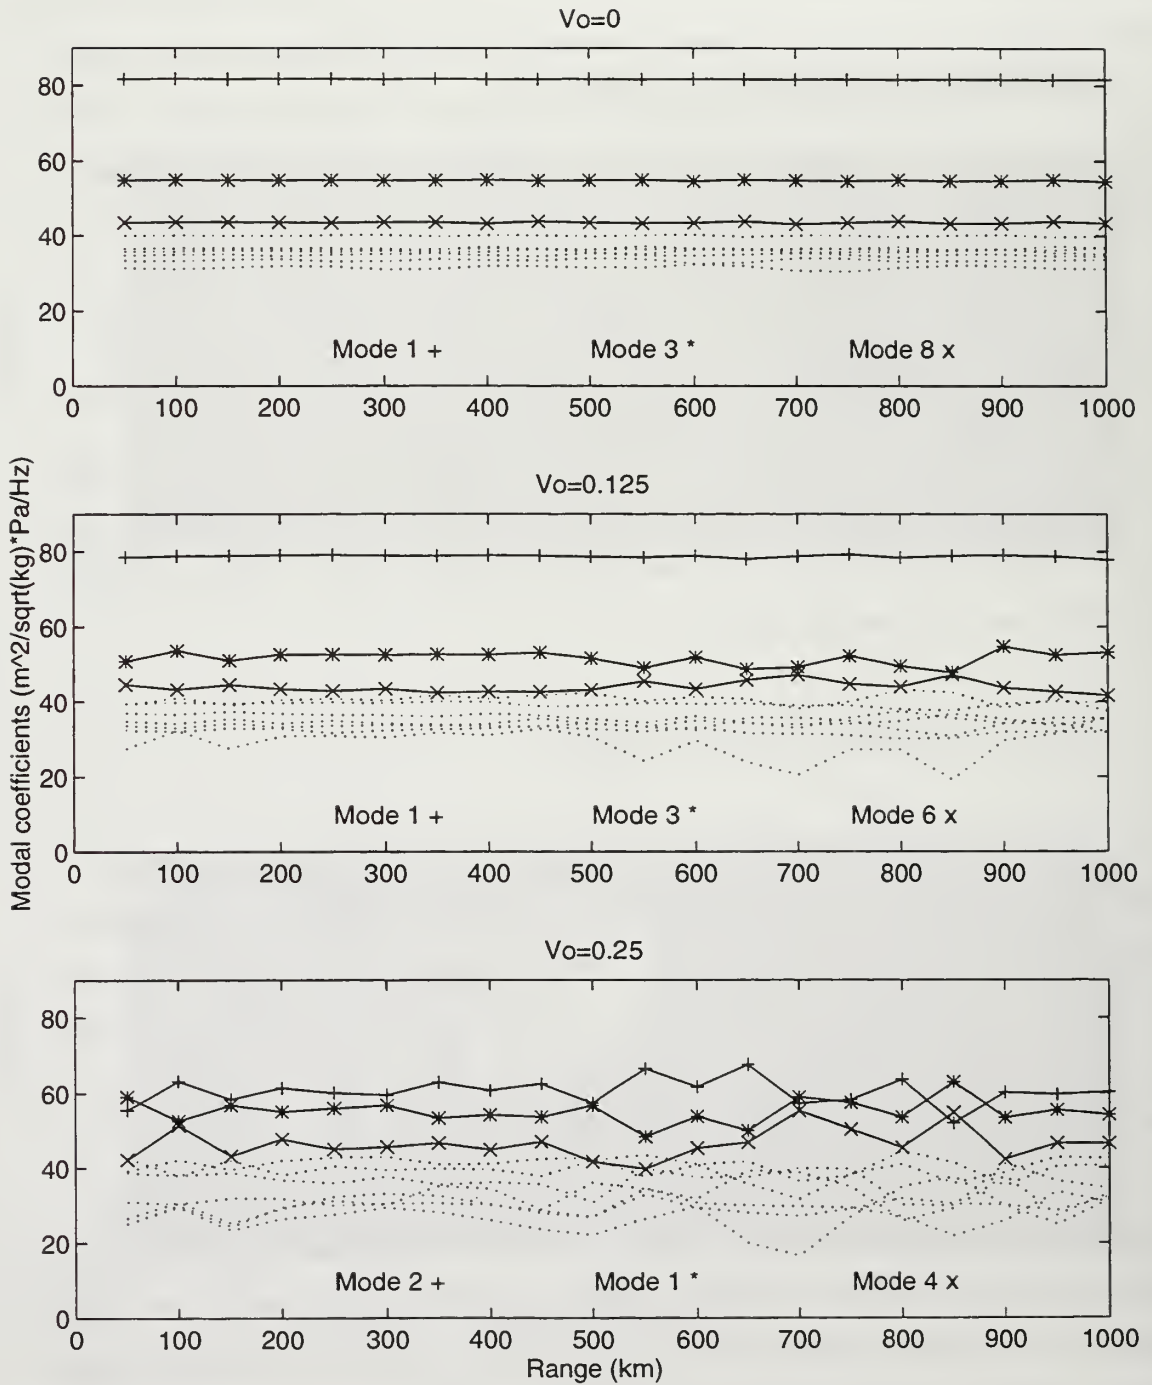 Vo=0
80
60
40
20
0
Mode 1 +
Mode 3 *
Mode 8 x
0 100 200 300 400 500 600 700 800 900 1000
Modal coefficients (m^2/sqrt(kg)*Pa/Hz)
Vo=0.125
80
60
40
20
0
Mode 1 +
Mode 3 *
Mode 6 x
0 100 200 300 400 500 600 700 800 900 1000
Vo=0.25
80
60
40
20
0
Mode 2 +
Mode 1 *
Mode 4 x
0 100 200 300 400 500 600 700 800 900 1000
Range (km)